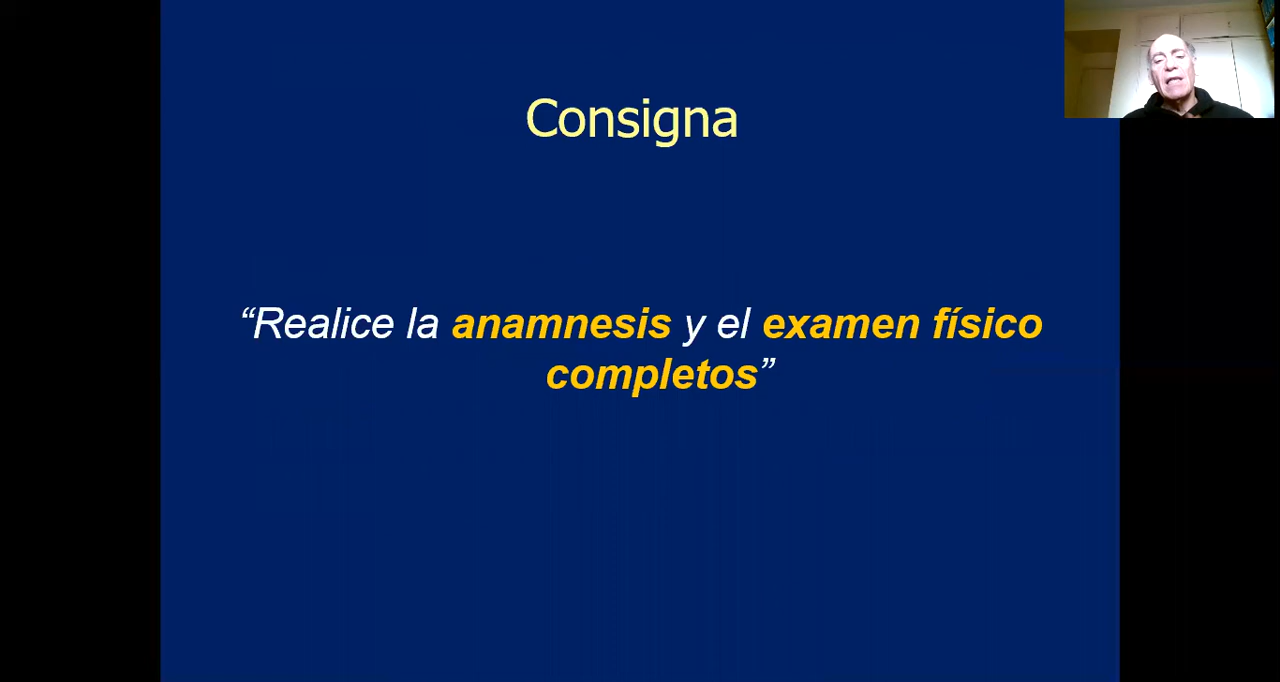 Consigna
“Realice la anamnesis y el examen físico
completos”